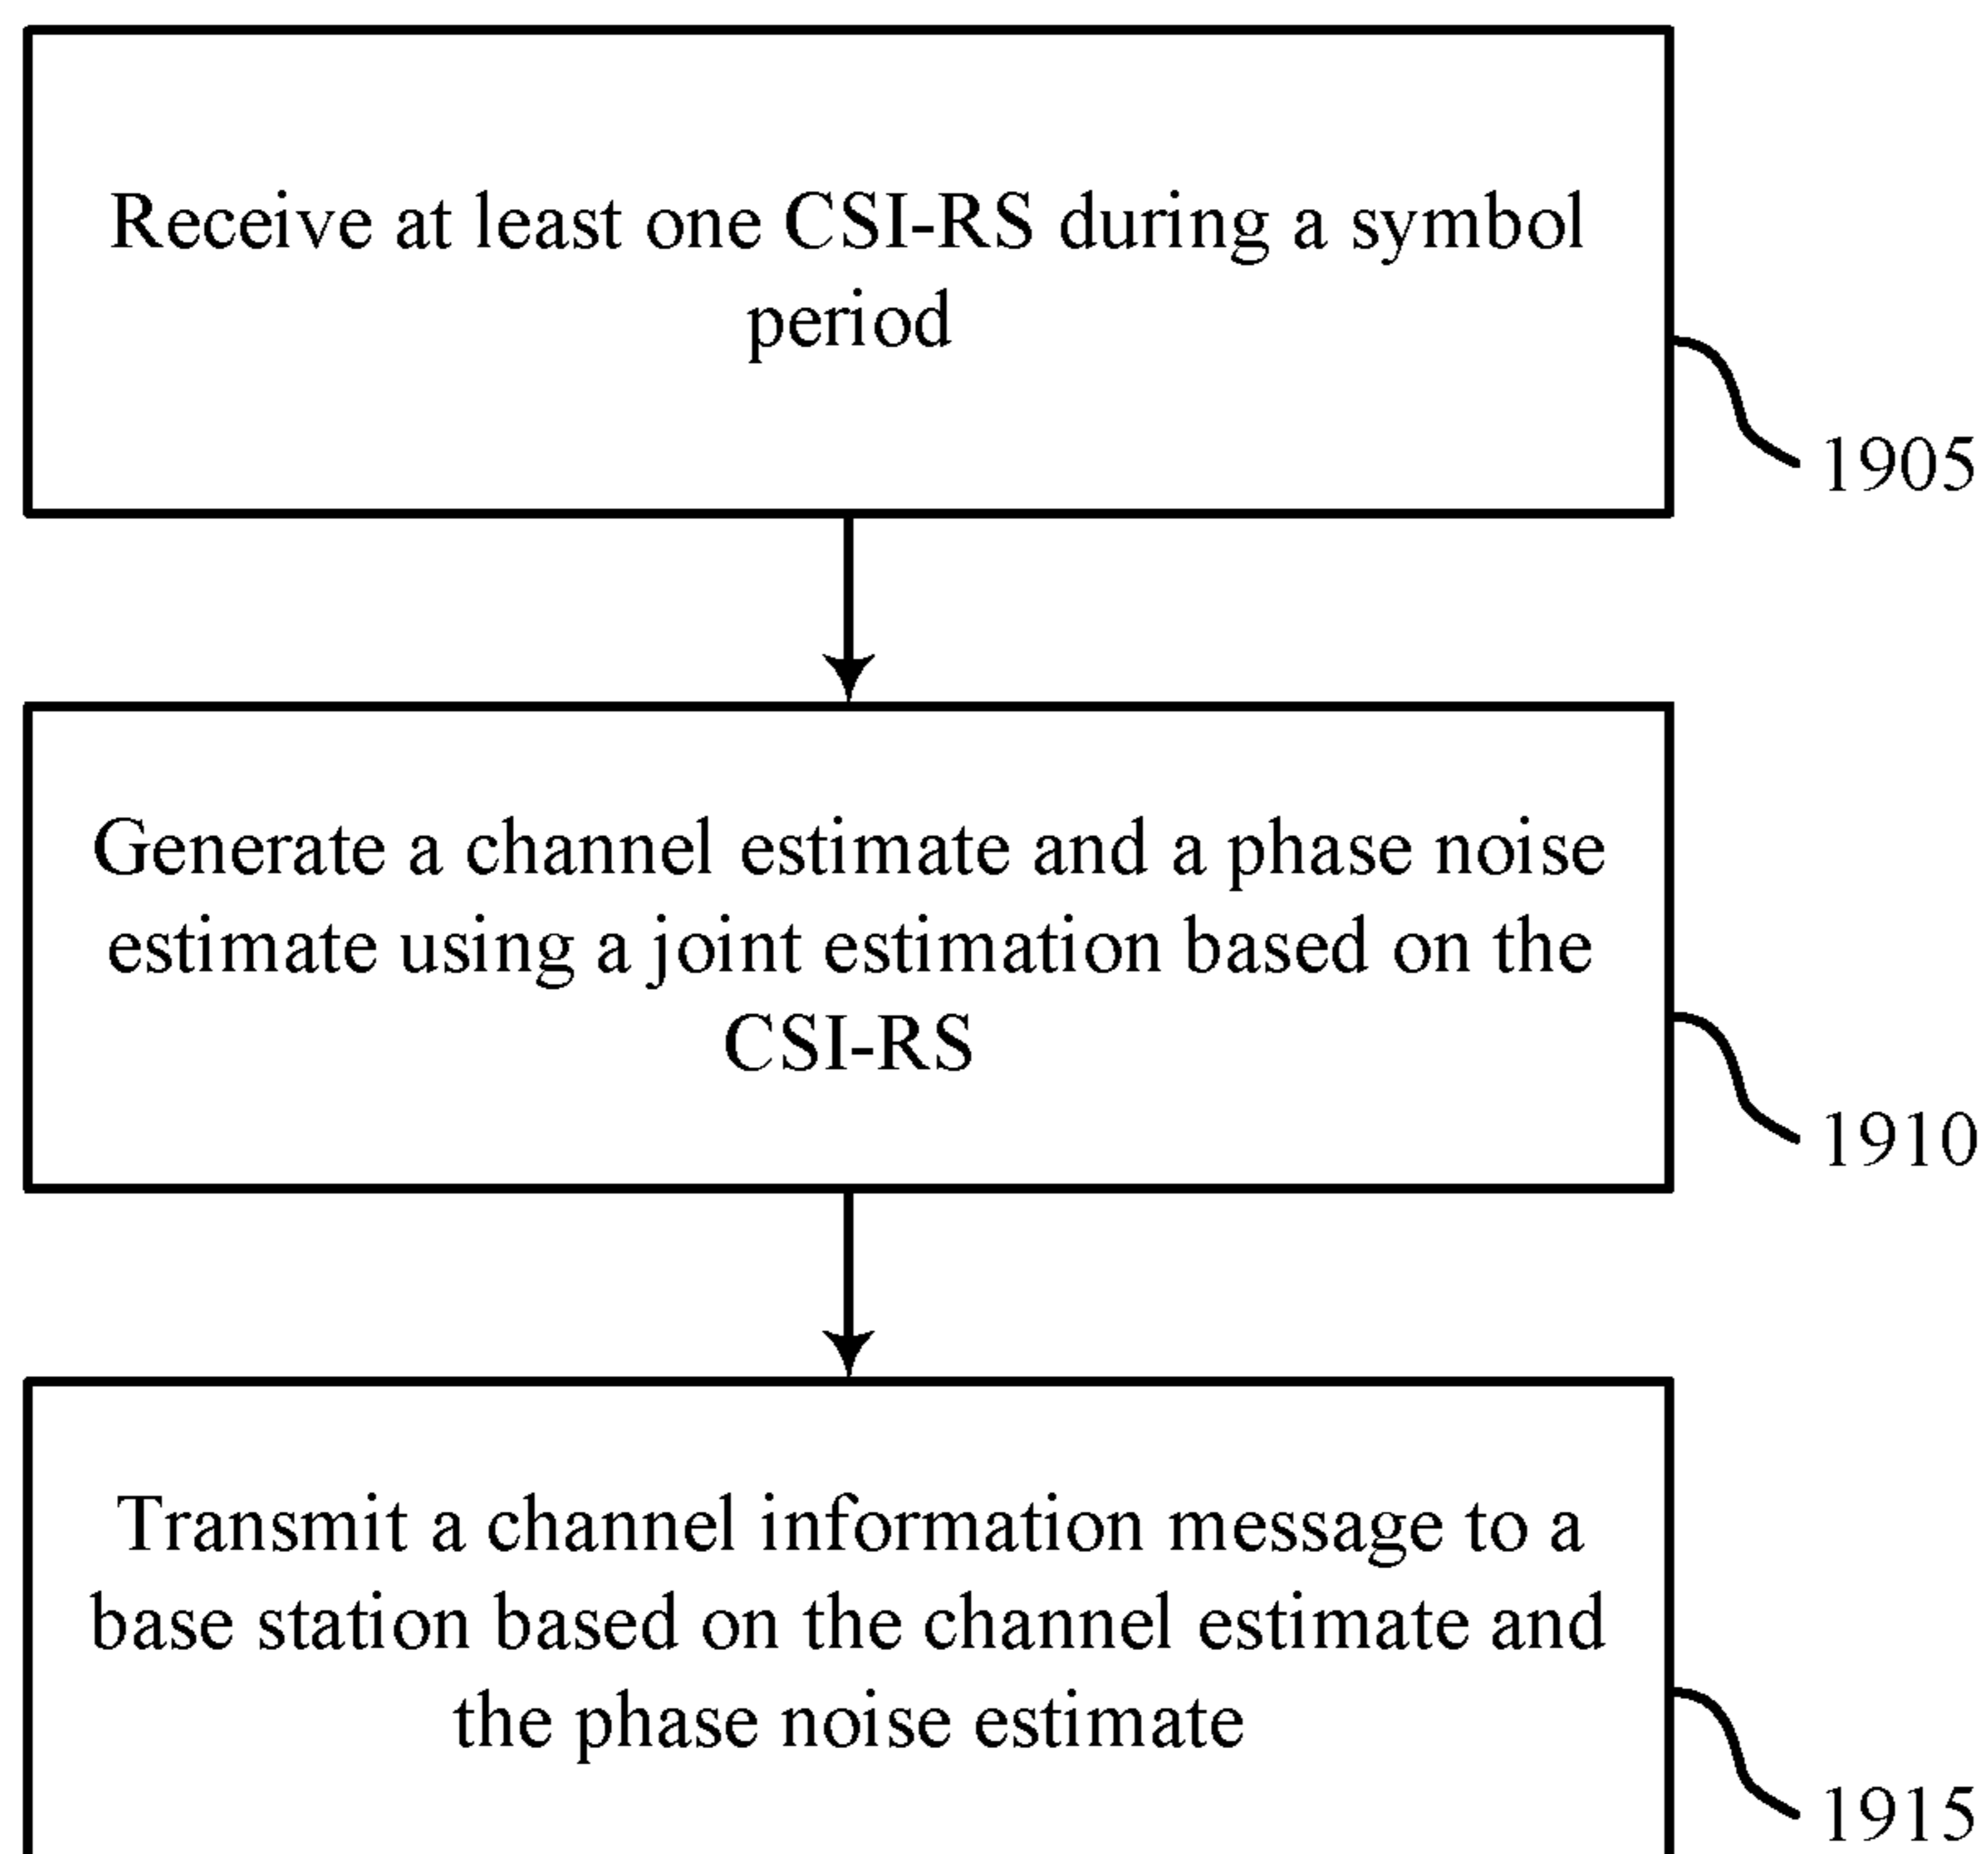 Receive at least one CSI-RS during a symbol
period
1905
Generate a channel estimate and a phase noise
estimate using a joint estimation based on the
CSI-RS
1910
Transmit a channel information message to a
base station based on the channel estimate and
the phase noise estimate
1915